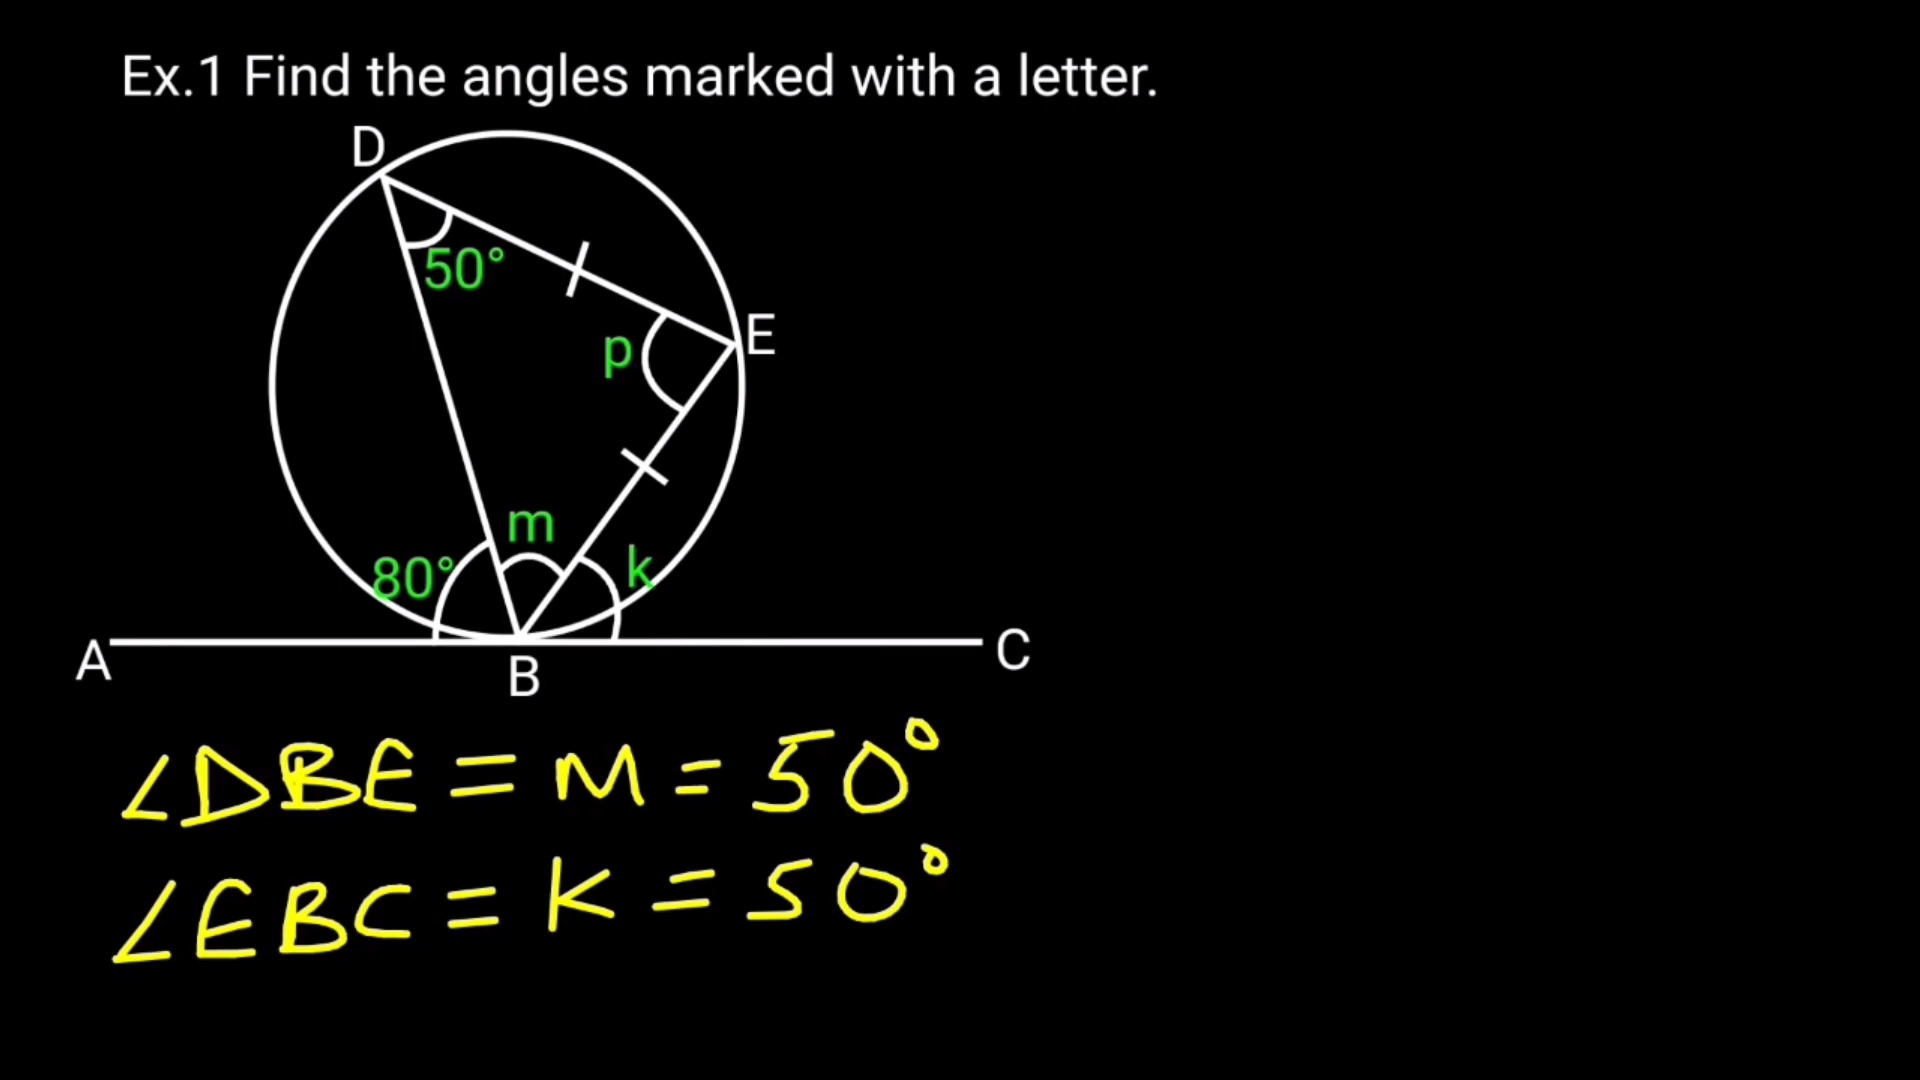 Ex.1 Find the angles marked with a letter.
D
50°
E
p
m
80°
k
A
B
C
∠DBE = M = 50°
∠EBC = K = 50°